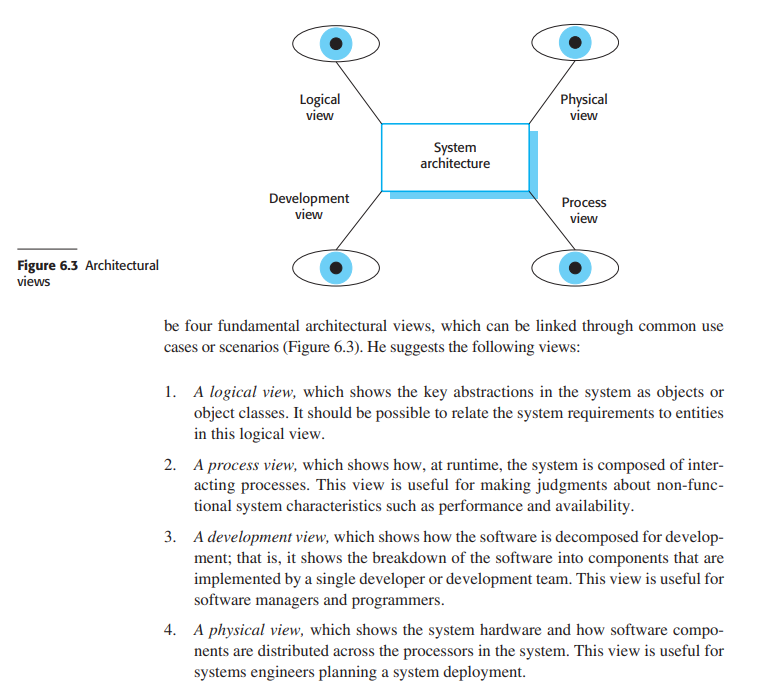 Logical
view
Physical
view
System
architecture
Development
view
Process
view
Figure 6.3 Architectural
views
be four fundamental architectural views, which can be linked through common use
cases or scenarios (Figure 6.3). He suggests the following views:
1. A logical view, which shows the key abstractions in the system as objects or
object classes. It should be possible to relate the system requirements to entities
in this logical view.
2. A process view, which shows how, at runtime, the system is composed of inter-
acting processes. This view is useful for making judgments about non-func-
tional system characteristics such as performance and availability.
3. A development view, which shows how the software is decomposed for develop-
ment; that is, it shows the breakdown of the software into components that are
implemented by a single developer or development team. This view is useful for
software managers and programmers.
4. A physical view, which shows the system hardware and how software compo-
nents are distributed across the processors in the system. This view is useful for
systems engineers planning a system deployment.